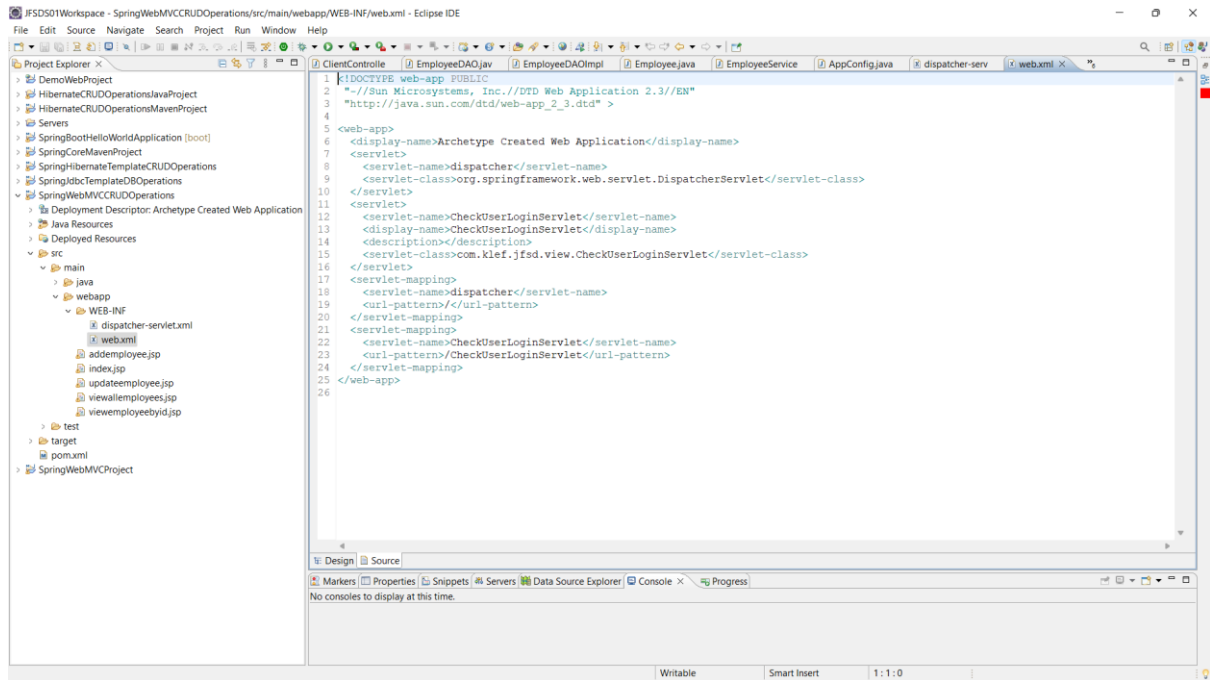 JFSDS01Workspace - SpringWebMVCCRUDOperations/src/main/webapp/WEB-INF/web.xml - Eclipse IDE
File Edit Source Navigate Search Project Run Window Help
Project Explorer
ClientControlle EmployeeDAO.jav EmployeeDAOImpl Employee.java EmployeeService AppConfig.java dispatcher-serv web.xml
DemoWebProject
HibernateCRUDOperationsJavaProject
HibernateCRUDOperationsMavenProject
Servers
SpringBootHelloWorldApplication [boot]
SpringCoreMavenProject
SpringHibernateTemplateCRUDOperations
SpringJdbcTemplateDBOperations
SpringWebMVCCRUDOperations
Deployment Descriptor: Archetype Created Web Application
Java Resources
Deployed Resources
src
main
java
webapp
WEB-INF
dispatcher-servlet.xml
web.xml
addemployee.jsp
index.jsp
updateemployee.jsp
viewallemployees.jsp
viewemployeebyid.jsp
test
target
pom.xml
SpringWebMVCProject
1 <!DOCTYPE web-app PUBLIC
2 "-//Sun Microsystems, Inc.//DTD Web Application 2.3//EN"
3 "http://java.sun.com/dtd/web-app_2_3.dtd" >
4
5 <web-app>
6 <display-name>Archetype Created Web Application</display-name>
7 <servlet>
8 <servlet-name>dispatcher</servlet-name>
9 <servlet-class>org.springframework.web.servlet.DispatcherServlet</servlet-class>
10 </servlet>
11 <servlet>
12 <servlet-name>CheckUserLoginServlet</servlet-name>
13 <display-name>CheckUserLoginServlet</display-name>
14 <description></description>
15 <servlet-class>com.klef.jfsd.view.CheckUserLoginServlet</servlet-class>
16 </servlet>
17 <servlet-mapping>
18 <servlet-name>dispatcher</servlet-name>
19 <url-pattern>/</url-pattern>
20 </servlet-mapping>
21 <servlet-mapping>
22 <servlet-name>CheckUserLoginServlet</servlet-name>
23 <url-pattern>/CheckUserLoginServlet</url-pattern>
24 </servlet-mapping>
25 </web-app>
26
Design Source
Markers Properties Snippets Servers Data Source Explorer Console Progress
No consoles to display at this time.
Writable Smart Insert 1 : 1 : 0